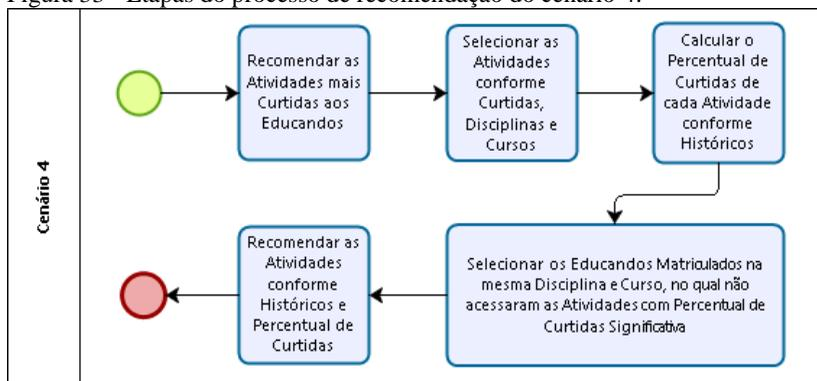 Figura 35 - Etapas do processo de recomendação do cenário 4.
Cenário 4
Recomendar as
Atividades mais
Curtidas aos
Educandos
Selecionar as
Atividades
conforme
Curtidas,
Disciplinas e
Cursos
Calcular o
Percentual de
Curtidas de
cada Atividade
conforme
Históricos
Selecionar os Educandos Matriculados na
mesma Disciplina e Curso, no qual não
acessaram as Atividades com Percentual de
Curtidas Significativa
Recomendar as
Atividades
conforme
Históricos e
Percentual de
Curtidas